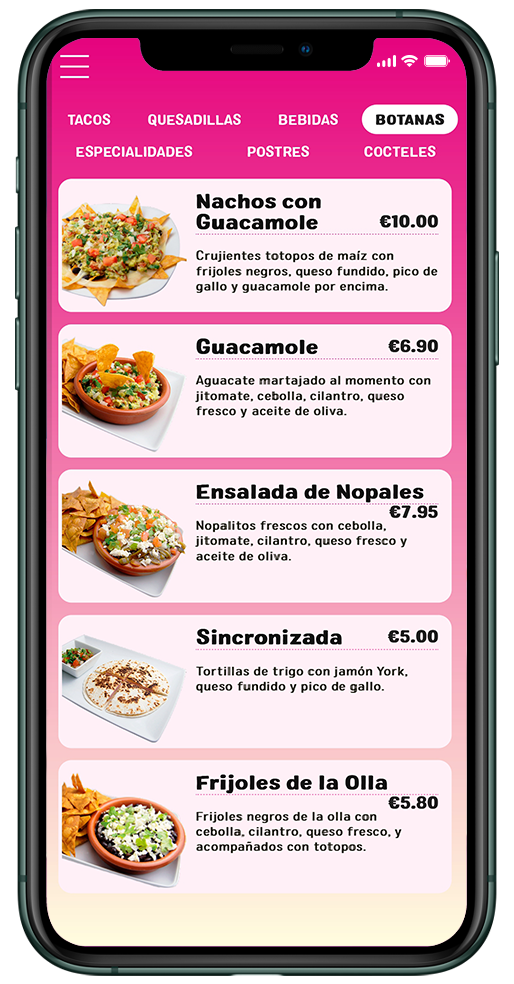 TACOS QUESADILLAS BEBIDAS BOTANAS
ESPECIALIDADES POSTRES COCTELES
Nachos con
Guacamole €10.00
Crujientes totopos de maíz con
frijoles negros, queso fundido, pico de
gallo y guacamole por encima.
Guacamole €6.90
Aguacate martajado al momento con
jitomate, cebolla, cilantro, queso
fresco y aceite de oliva.
Ensalada de Nopales
€7.95
Nopalitos frescos con cebolla,
jitomate, cilantro, queso fresco y
aceite de oliva.
Sincronizada €5.00
Tortillas de trigo con jamón York,
queso fundido y pico de gallo.
Frijoles de la Olla
€5.80
Frijoles negros de la olla con
cebolla, cilantro, queso fresco, y
acompañados con totopos.